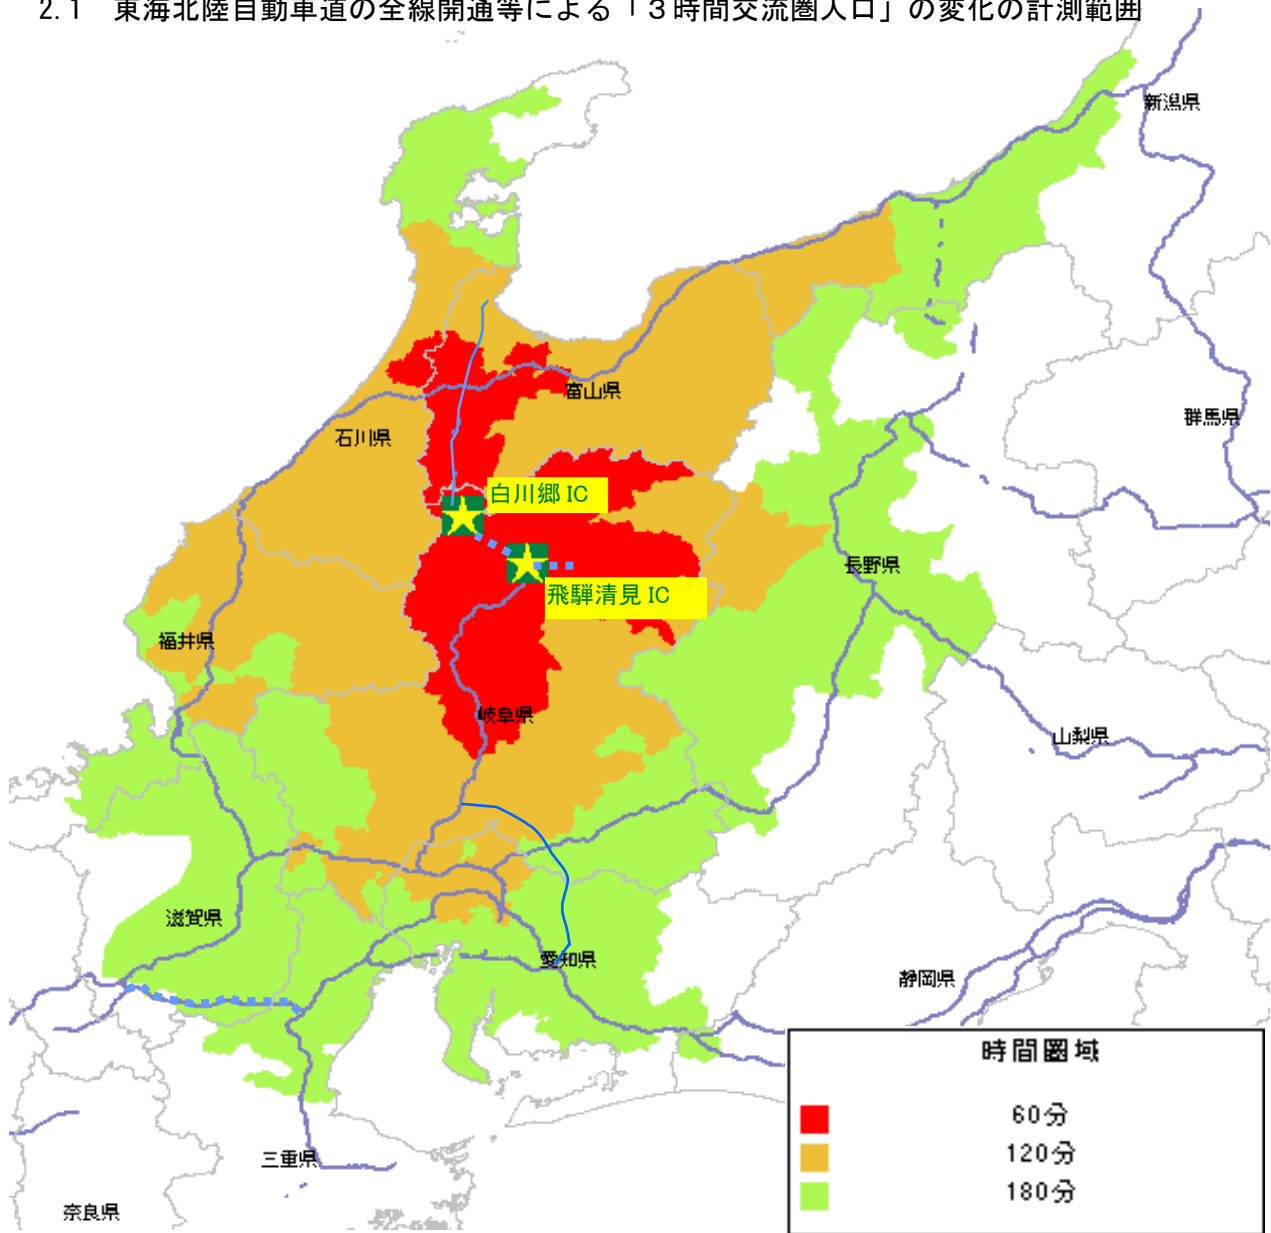 2.1 東海北陸自動車道の全線開通等による「３時間交流圏人口」の変化の計測範囲
新潟県
富山県
群馬県
石川県
白川郷 IC
長野県
飛騨清見 IC
福井県
岐阜県
山梨県
滋賀県
愛知県
静岡県
時間圏域
60分
120分
180分
三重県
奈良県